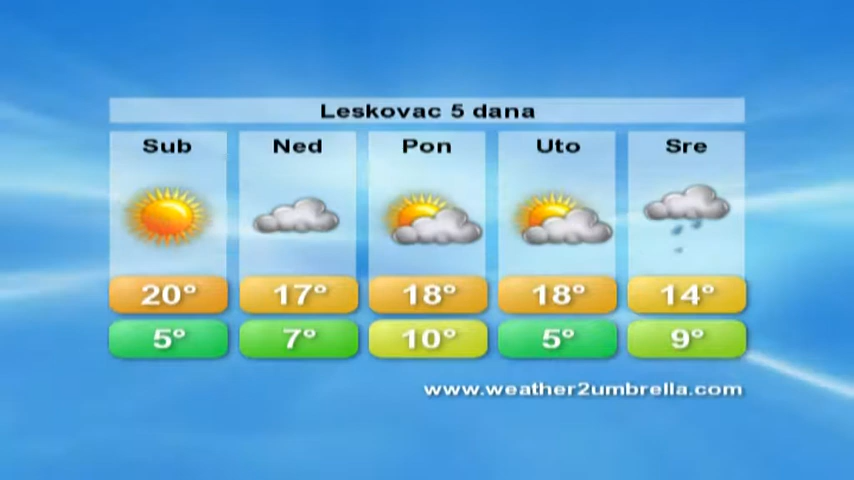 Leskovac 5 dana
Sub Ned Pon Uto Sre
20° 17° 18° 18° 14°
5° 7° 10° 5° 9°
www.weather2umbrella.com